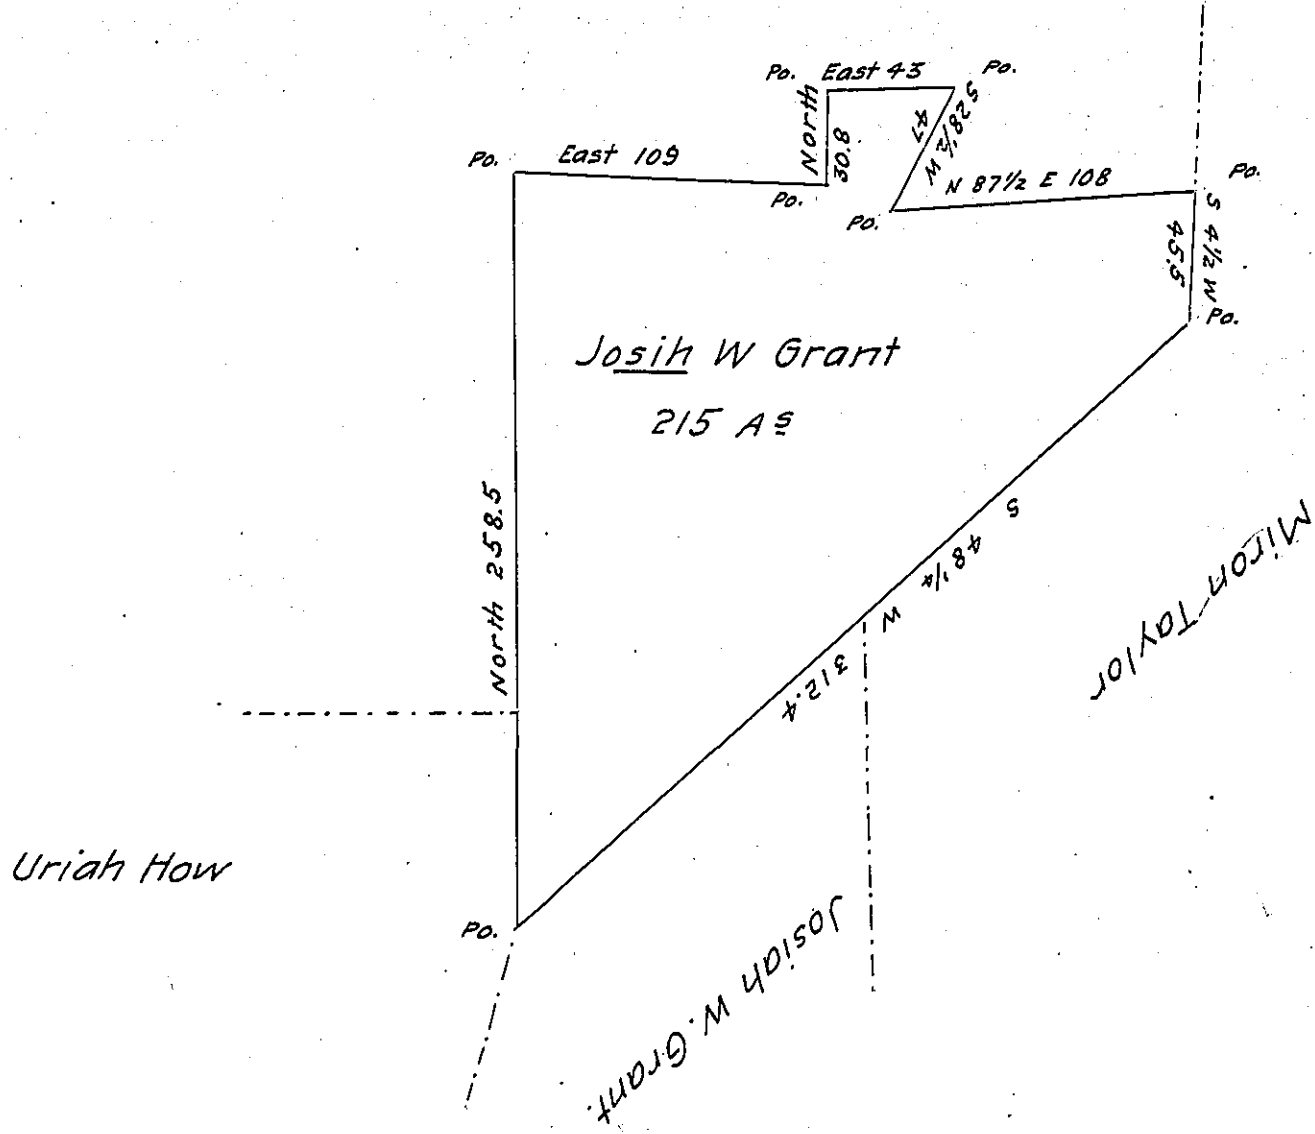 Po. East 43 Po.
North 30.8
S 28½ W 47
Po. East 109
Po.
N 87½ E 108 Po.
Po.
S 4½ W 45.5
Po.
Josih W Grant
215 As
North 258.5
S 48¼ W 312.4
Miron Taylor
Uriah How
Po.
Josiah W. Grant.